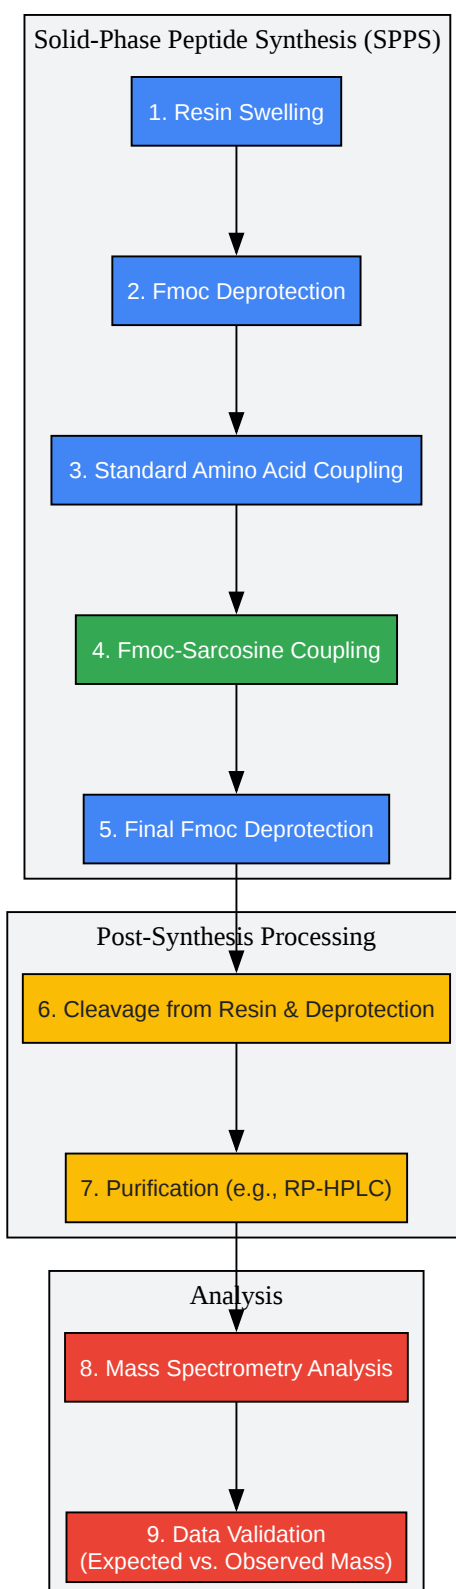 Solid-Phase Peptide Synthesis (SPPS)
1. Resin Swelling
2. Fmoc Deprotection
3. Standard Amino Acid Coupling
4. Fmoc-Sarcosine Coupling
5. Final Fmoc Deprotection
Post-Synthesis Processing
6. Cleavage from Resin & Deprotection
7. Purification (e.g., RP-HPLC)
Analysis
8. Mass Spectrometry Analysis
9. Data Validation
(Expected vs. Observed Mass)